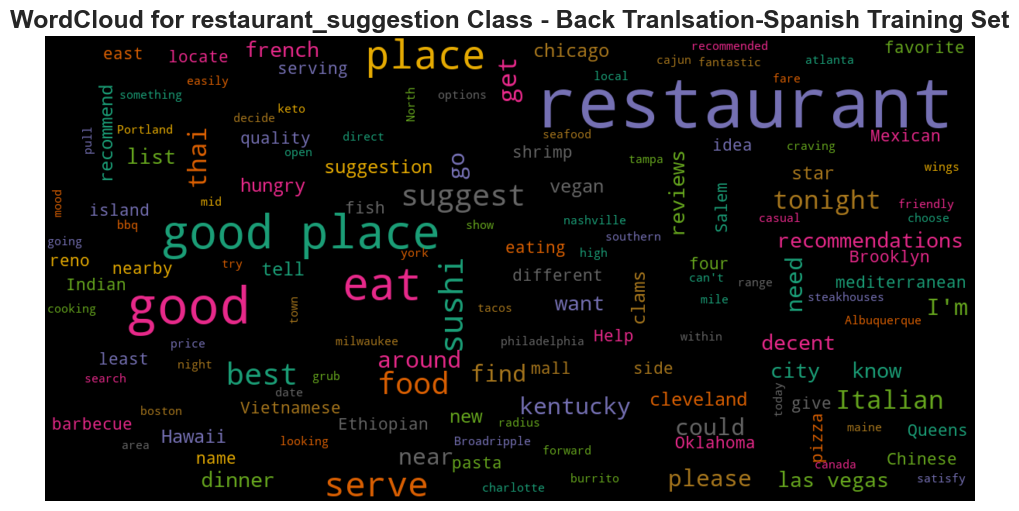 WordCloud for restaurant_suggestion Class - Back Tranlsation-Spanish Training Set
east locate french place get chicago recommended favorite
serving cajun fantastic atlanta
easily something recommend North options local fare restaurant
pull Portland keto decide quality direct open seafood shrimp idea craving Mexican
list thai suggestion go tampa reviews star wings
hungry suggest vegan Salem tonight friendly
mood island mid fish casual choose
bbq good place show nashville southern recommendations
going reno nearby try tell york eating high four need Brooklyn
Indian different can't range mediterranean
cooking good town eat sushi tacos want clams mile steakhouses I'm
price milwaukee philadelphia Help within Albuquerque decent
least night around
search best grub food find mall side city know
date
boston Vietnamese new kentucky cleveland today give Italian
barbecue Ethiopian radius could pizza maine Queens
Hawaii looking Broadripple Oklahoma
area name near pasta forward canada Chinese
dinner serve charlotte burrito please las vegas satisfy